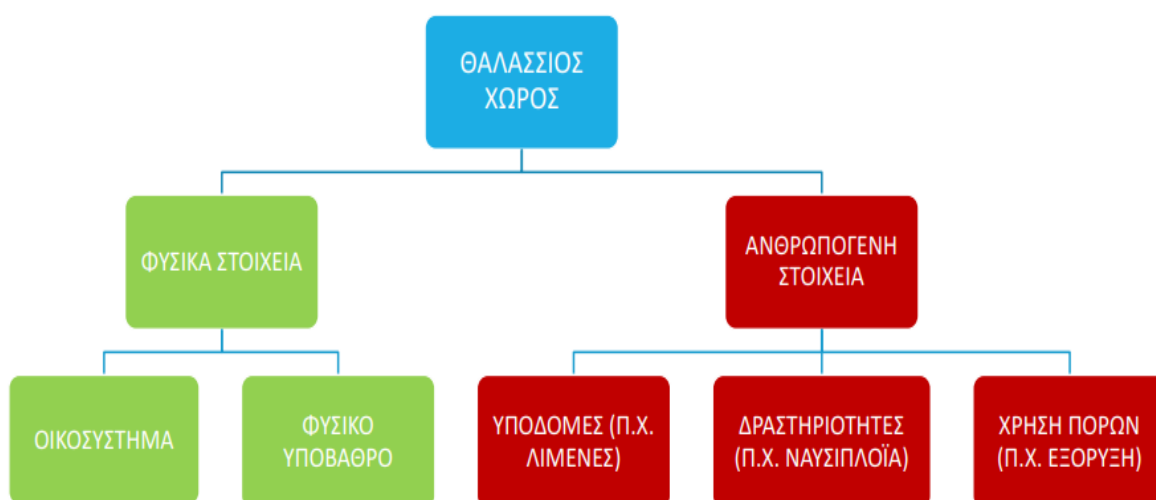 ΘΑΛΑΣΣΙΟΣ
ΧΩΡΟΣ
ΦΥΣΙΚΑ ΣΤΟΙΧΕΙΑ
ΑΝΘΡΩΠΟΓΕΝΗ
ΣΤΟΙΧΕΙΑ
ΟΙΚΟΣΥΣΤΗΜΑ
ΦΥΣΙΚΟ
ΥΠΟΒΑΘΡΟ
ΥΠΟΔΟΜΕΣ (Π.Χ.
ΛΙΜΕΝΕΣ)
ΔΡΑΣΤΗΡΙΟΤΗΤΕΣ
(Π.Χ. ΝΑΥΣΙΠΛΟΪΑ)
ΧΡΗΣΗ ΠΟΡΩΝ
(Π.Χ. ΕΞΟΡΥΞΗ)